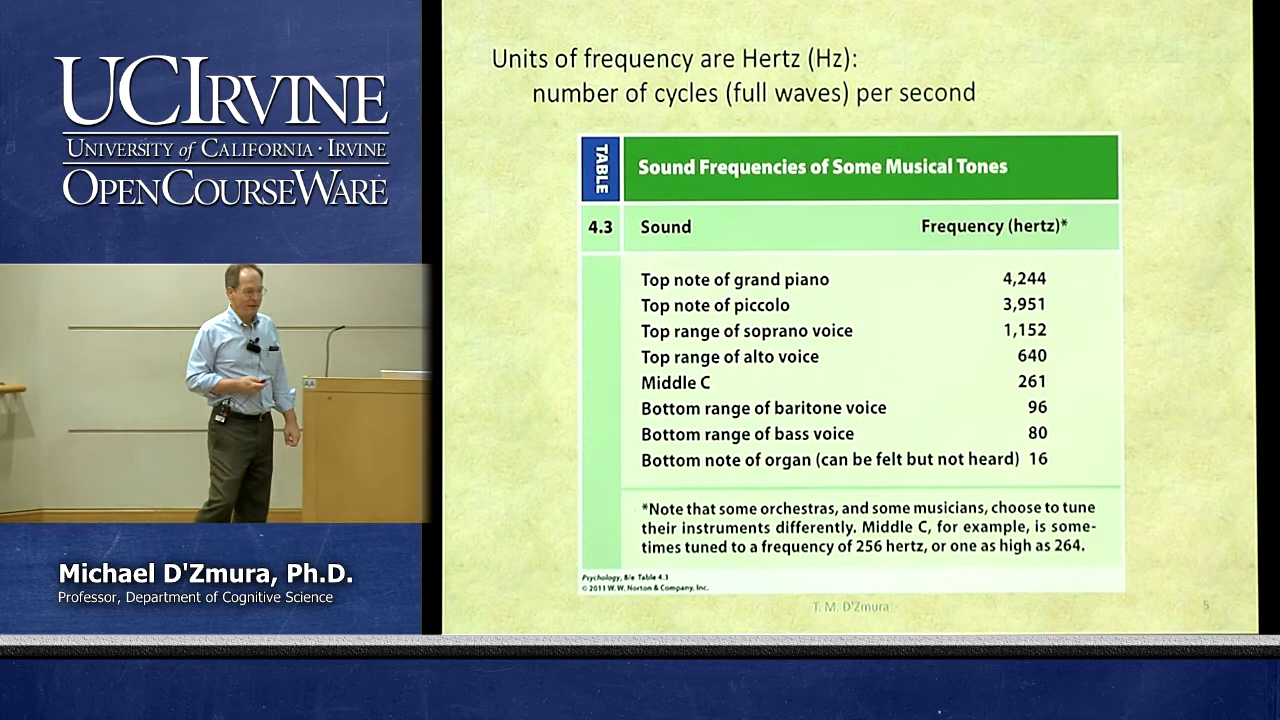 UCIRVINE
UNIVERSITY of CALIFORNIA · IRVINE
OPENCOURSEWARE
Michael D'Zmura, Ph.D.
Professor, Department of Cognitive Science
Units of frequency are Hertz (Hz):
number of cycles (full waves) per second
TABLE
4.3
Sound Frequencies of Some Musical Tones
Sound Frequency (hertz)*
Top note of grand piano 4,244
Top note of piccolo 3,951
Top range of soprano voice 1,152
Top range of alto voice 640
Middle C 261
Bottom range of baritone voice 96
Bottom range of bass voice 80
Bottom note of organ (can be felt but not heard) 16
*Note that some orchestras, and some musicians, choose to tune
their instruments differently. Middle C, for example, is some-
times tuned to a frequency of 256 hertz, or one as high as 264.
Psychology, 8/e Table 4.3
© 2011 W. W. Norton & Company, Inc.
T. M. D'Zmura
5